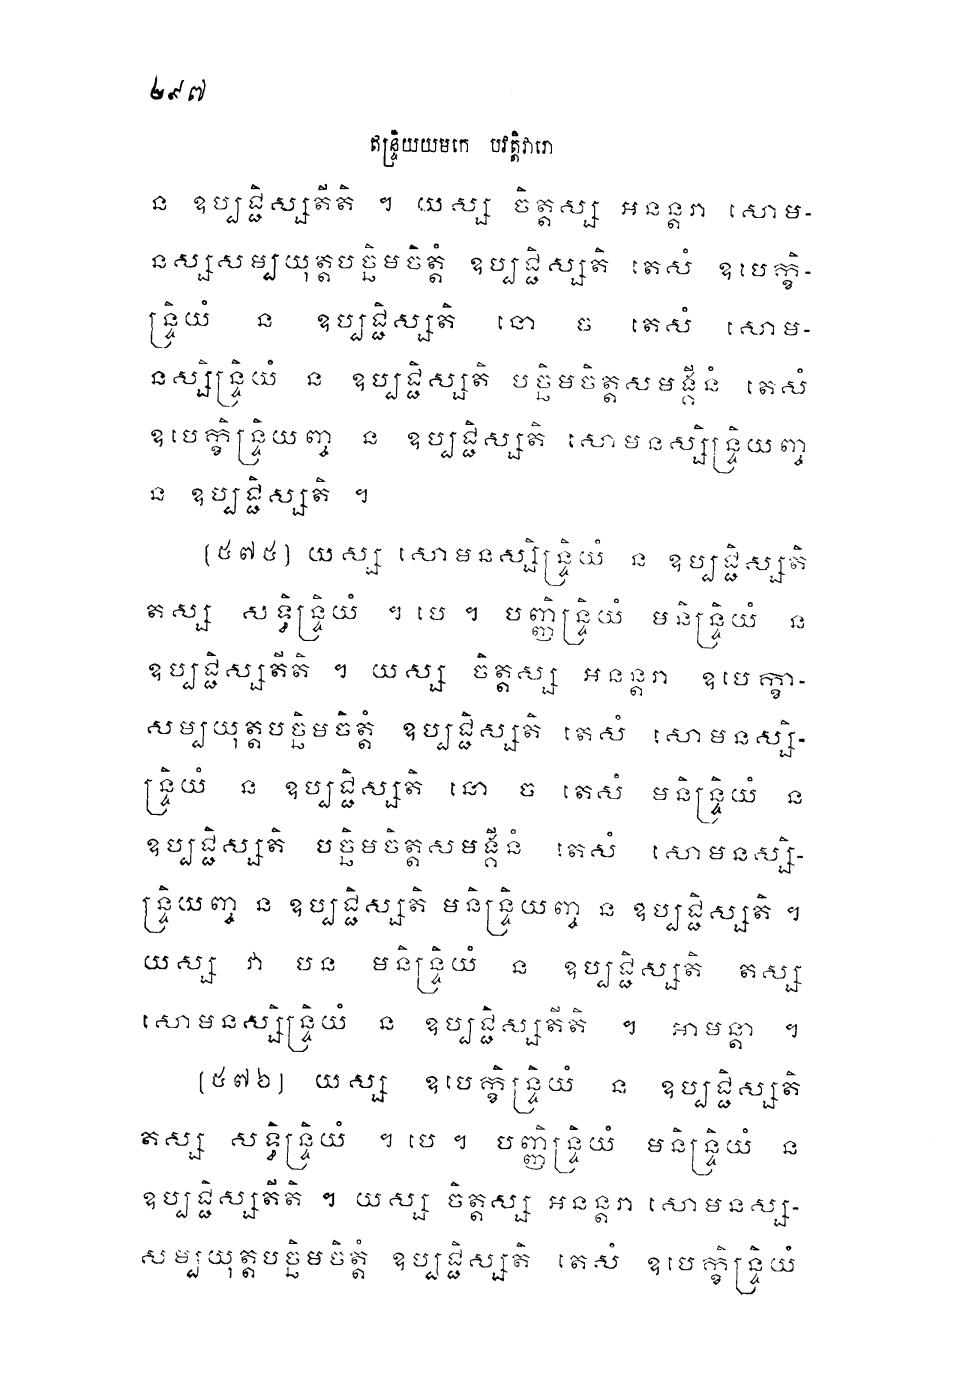 ២៩៧
ឥន្ទ្រិយយមកេ បវត្តិវារោ
ន ឧប្បជ្ជិស្សតីតិ ។ យស្ស ចិត្តស្ស អនន្តរា សោម-
នស្សសម្បយុត្តបច្ឆិមចិត្តំ ឧប្បជ្ជិស្សតិ តេសំ ឧបេក្ខិ-
ន្ទ្រិយំ ន ឧប្បជ្ជិស្សតិ នោ ច តេសំ សោម-
នស្សិន្ទ្រិយំ ន ឧប្បជ្ជិស្សតិ បច្ឆិមចិត្តសមង្គីនំ តេសំ
ឧបេក្ខិន្ទ្រិយញ្ច ន ឧប្បជ្ជិស្សតិ សោមនស្សិន្ទ្រិយញ្ច
ន ឧប្បជ្ជិស្សតិ ។
(៥៧៥) យស្ស សោមនស្សិន្ទ្រិយំ ន ឧប្បជ្ជិស្សតិ
តស្ស សទ្ធិន្ទ្រិយំ ។ បេ ។ បញ្ញិន្ទ្រិយំ មនិន្ទ្រិយំ ន
ឧប្បជ្ជិស្សតីតិ ។ យស្ស ចិត្តស្ស អនន្តរា ឧបេក្ខា-
សម្បយុត្តបច្ឆិមចិត្តំ ឧប្បជ្ជិស្សតិ តេសំ សោមនស្សិ-
ន្ទ្រិយំ ន ឧប្បជ្ជិស្សតិ នោ ច តេសំ មនិន្ទ្រិយំ ន
ឧប្បជ្ជិស្សតិ បច្ឆិមចិត្តសមង្គីនំ តេសំ សោមនស្សិ-
ន្ទ្រិយញ្ច ន ឧប្បជ្ជិស្សតិ មនិន្ទ្រិយញ្ច ន ឧប្បជ្ជិស្សតិ ។
យស្ស វា បន មនិន្ទ្រិយំ ន ឧប្បជ្ជិស្សតិ តស្ស
សោមនស្សិន្ទ្រិយំ ន ឧប្បជ្ជិស្សតីតិ ។ អាមន្តា ។
(៥៧៦) យស្ស ឧបេក្ខិន្ទ្រិយំ ន ឧប្បជ្ជិស្សតិ
តស្ស សទ្ធិន្ទ្រិយំ ។ បេ ។ បញ្ញិន្ទ្រិយំ មនិន្ទ្រិយំ ន
ឧប្បជ្ជិស្សតីតិ ។ យស្ស ចិត្តស្ស អនន្តរា សោមនស្ស-
សម្បយុត្តបច្ឆិមចិត្តំ ឧប្បជ្ជិស្សតិ តេសំ ឧបេក្ខិន្ទ្រិយំ